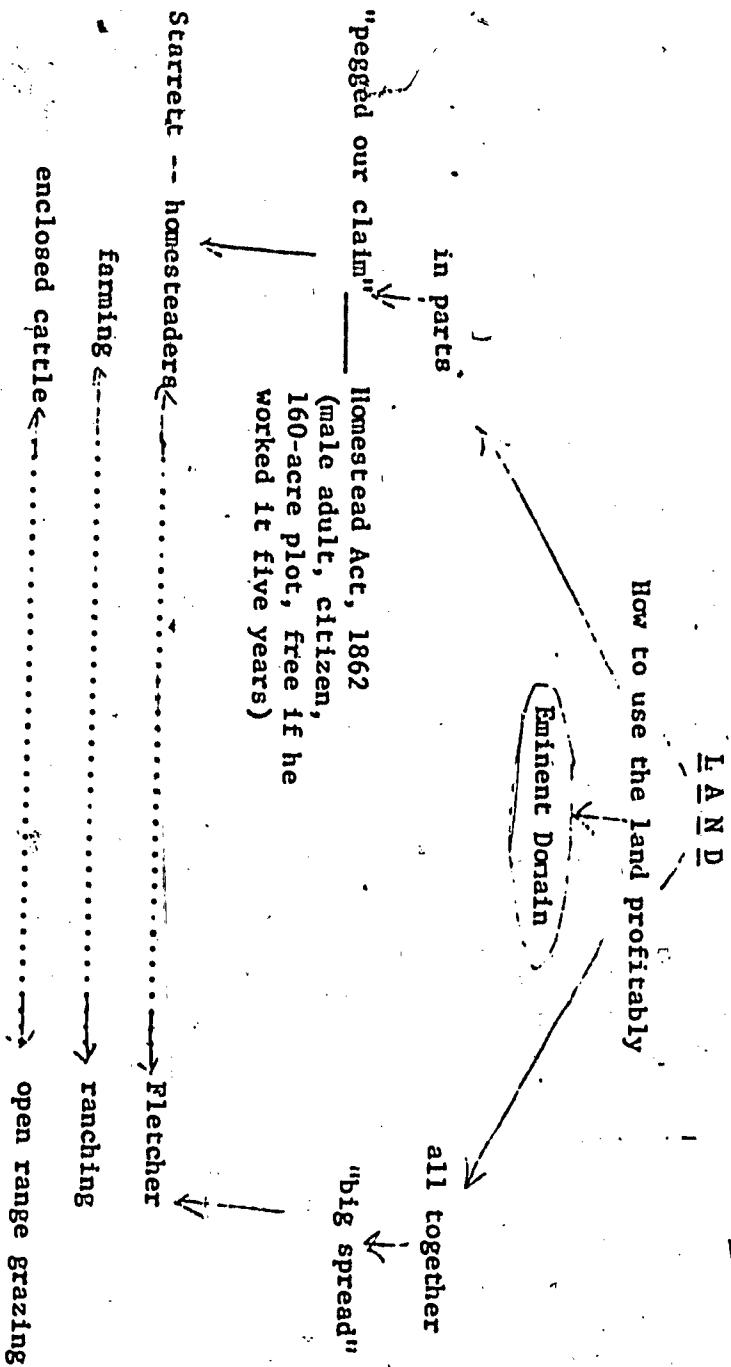 L A N D
How to use the land profitably
Eminent Domain
in parts
all together
"pegged our claim"
Homestead Act, 1862
(male adult, citizen,
160-acre plot, free if he
worked it five years)
"big spread"
Starrett -- homesteaders
Fletcher
farming
ranching
enclosed cattle
open range grazing